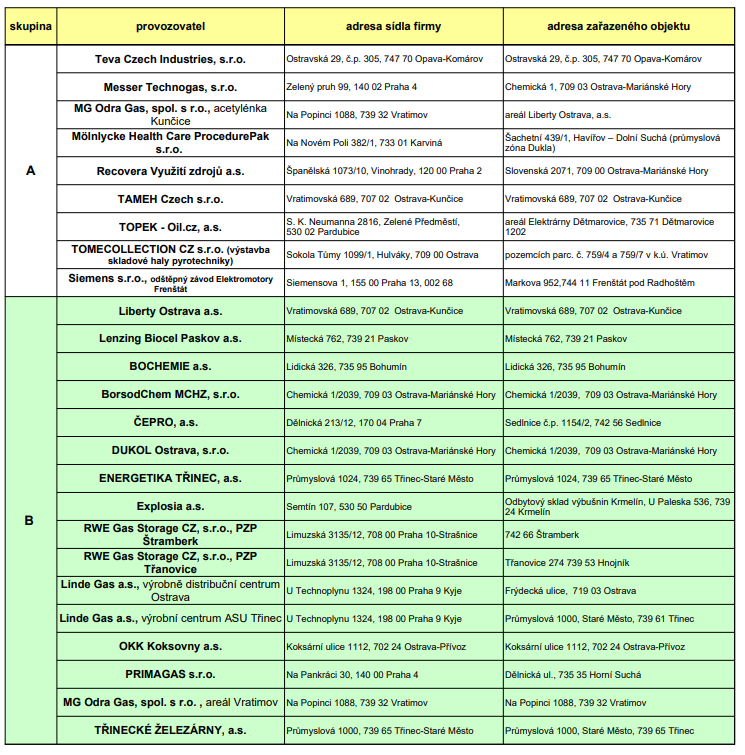 skupina provozovatel adresa sídla firmy adresa zařazeného objektu
A
Teva Czech Industries, s.r.o. Ostravská 29, č.p. 305, 747 70 Opava-Komárov Ostravská 29, č.p. 305, 747 70 Opava-Komárov
Messer Technogas, s.r.o. Zelený pruh 99, 140 02 Praha 4 Chemická 1, 709 03 Ostrava-Mariánské Hory
MG Odra Gas, spol. s r.o., acetylénka
Kunčice Na Popinci 1088, 739 32 Vratimov areál Liberty Ostrava, a.s.
Mölnlycke Health Care ProcedurePak
s.r.o. Na Novém Poli 382/1, 733 01 Karviná Šachetní 439/1, Havířov – Dolní Suchá (průmyslová
zóna Dukla)
Recovera Využití zdrojů a.s. Španělská 1073/10, Vinohrady, 120 00 Praha 2 Slovenská 2071, 709 00 Ostrava-Mariánské Hory
TAMEH Czech s.r.o. Vratimovská 689, 707 02 Ostrava-Kunčice Vratimovská 689, 707 02 Ostrava-Kunčice
TOPEK - Oil.cz, a.s. S. K. Neumanna 2816, Zelené Předměstí,
530 02 Pardubice areál Elektrárny Dětmarovice, 735 71 Dětmarovice
1202
TOMECOLLECTION CZ s.r.o. (výstavba
skladové haly pyrotechniky) Sokola Tůmy 1099/1, Hulváky, 709 00 Ostrava pozemcích parc. č. 759/4 a 759/7 v k.ú. Vratimov
Siemens s.r.o., odštěpný závod Elektromotory
Frenštát Siemensova 1, 155 00 Praha 13, 002 68 Markova 952,744 11 Frenštát pod Radhoštěm
B
Liberty Ostrava a.s. Vratimovská 689, 707 02 Ostrava-Kunčice Vratimovská 689, 707 02 Ostrava-Kunčice
Lenzing Biocel Paskov a.s. Místecká 762, 739 21 Paskov Místecká 762, 739 21 Paskov
BOCHEMIE a.s. Lidická 326, 735 95 Bohumín Lidická 326, 735 95 Bohumín
BorsodChem MCHZ, s.r.o. Chemická 1/2039, 709 03 Ostrava-Mariánské Hory Chemická 1/2039, 709 03 Ostrava-Mariánské Hory
ČEPRO, a.s. Dělnická 213/12, 170 04 Praha 7 Sedlnice č.p. 1154/2, 742 56 Sedlnice
DUKOL Ostrava, s.r.o. Chemická 1/2039, 709 03 Ostrava-Mariánské Hory Chemická 1/2039, 709 03 Ostrava-Mariánské Hory
ENERGETIKA TŘINEC, a.s. Průmyslová 1024, 739 65 Třinec-Staré Město Průmyslová 1024, 739 65 Třinec-Staré Město
Explosia a.s. Semtín 107, 530 50 Pardubice Odbytový sklad výbušnin Krmelín, U Paleska 536, 739
24 Krmelín
RWE Gas Storage CZ, s.r.o., PZP
Štramberk Limuzská 3135/12, 708 00 Praha 10-Strašnice 742 66 Štramberk
RWE Gas Storage CZ, s.r.o., PZP
Třanovice Limuzská 3135/12, 708 00 Praha 10-Strašnice Třanovice 274 739 53 Hnojník
Linde Gas a.s., výrobně distribuční centrum
Ostrava U Technoplynu 1324, 198 00 Praha 9 Kyje Frýdecká ulice, 719 03 Ostrava
Linde Gas a.s., výrobní centrum ASU Třinec U Technoplynu 1324, 198 00 Praha 9 Kyje Průmyslová 1000, Staré Město, 739 61 Třinec
OKK Koksovny a.s. Koksární ulice 1112, 702 24 Ostrava-Přívoz Koksární ulice 1112, 702 24 Ostrava-Přívoz
PRIMAGAS s.r.o. Na Pankráci 30, 140 00 Praha 4 Dělnická ul., 735 35 Horní Suchá
MG Odra Gas, spol. s r.o. , areál Vratimov Na Popinci 1088, 739 32 Vratimov Na Popinci 1088, 739 32 Vratimov
TŘINECKÉ ŽELEZÁRNY, a.s. Průmyslová 1000, 739 65 Třinec-Staré Město Průmyslová 1000, Staré Město, 739 65 Třinec